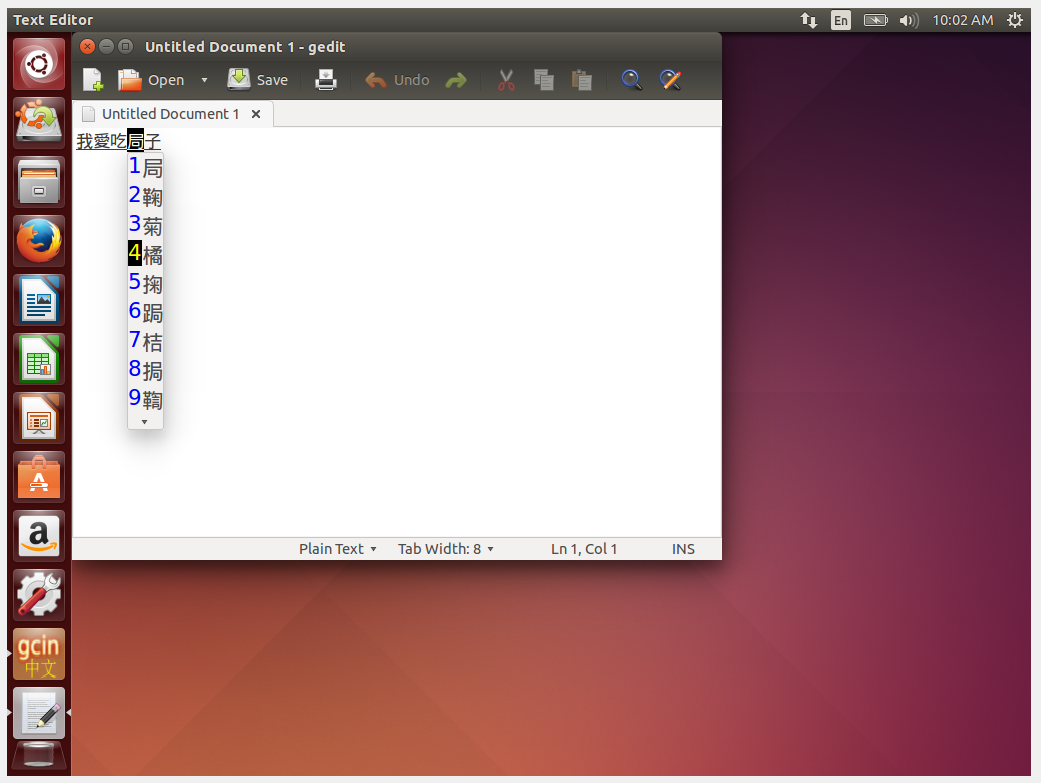 Text Editor
En
10:02 AM
Untitled Document 1 - gedit
Open
Save
Undo
Untitled Document 1
我愛吃局子
1局
2鞠
3菊
4橘
5掬
6跼
7桔
8挶
9鞫
Plain Text
Tab Width: 8
Ln 1, Col 1
INS
A
a
gcin
中文